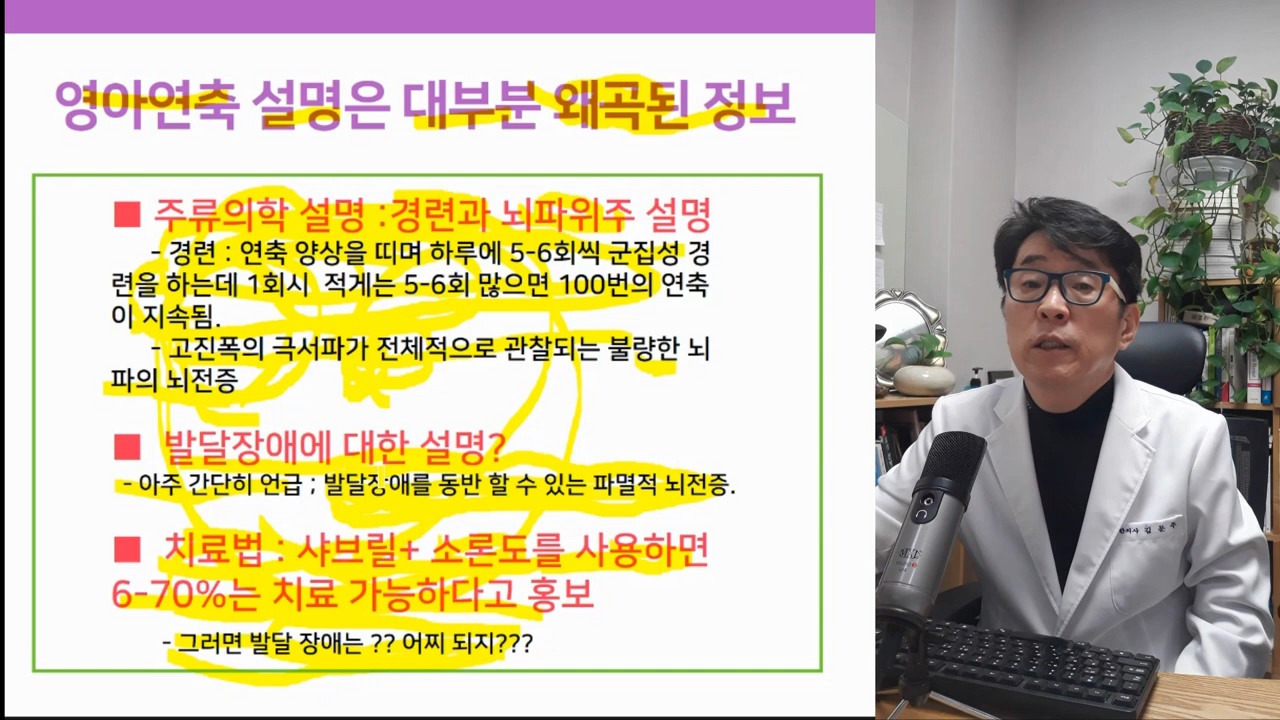 영아연축 설명은 대부분 왜곡된 정보
■ 주류의학 설명 :경련과 뇌파위주 설명
- 경련 : 연축 양상을 띠며 하루에 5-6회씩 군집성 경
련을 하는데 1회시 적게는 5-6회 많으면 100번의 연축
이 지속됨.
- 고진폭의 극서파가 전체적으로 관찰되는 불량한 뇌
파의 뇌전증
■ 발달장애에 대한 설명?
- 아주 간단히 언급 ; 발달장애를 동반 할 수 있는 파멸적 뇌전증.
■ 치료법 : 샤브릴+ 소론도를 사용하면
6-70%는 치료 가능하다고 홍보
- 그러면 발달 장애는 ?? 어찌 되지???
한의사 김문주